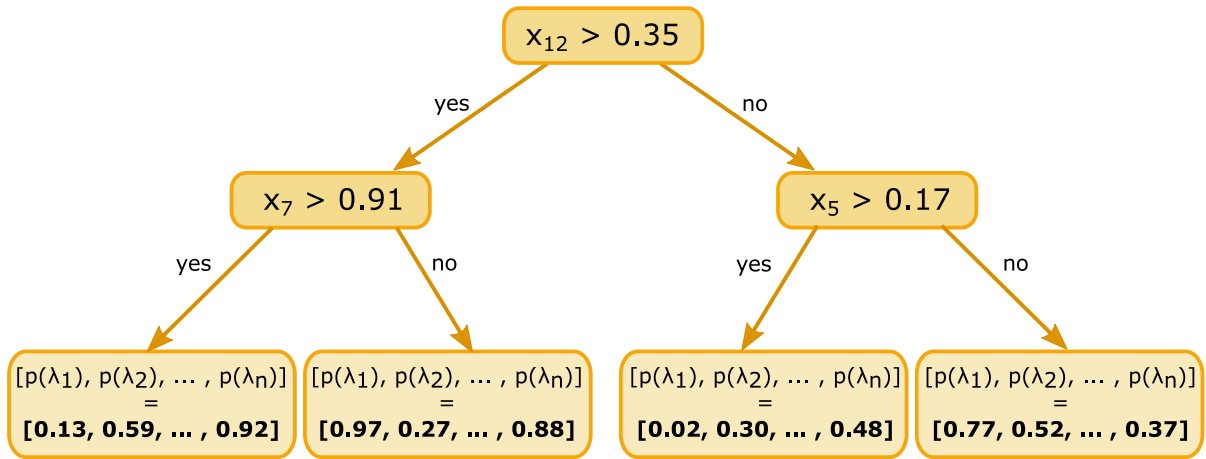 x₁₂ > 0.35
yes
no
x₇ > 0.91
x₅ > 0.17
yes
no
yes
no
[p(λ₁), p(λ₂), ... , p(λₙ)]
=
[0.13, 0.59, ... , 0.92]
[p(λ₁), p(λ₂), ... , p(λₙ)]
=
[0.97, 0.27, ... , 0.88]
[p(λ₁), p(λ₂), ... , p(λₙ)]
=
[0.02, 0.30, ... , 0.48]
[p(λ₁), p(λ₂), ... , p(λₙ)]
=
[0.77, 0.52, ... , 0.37]